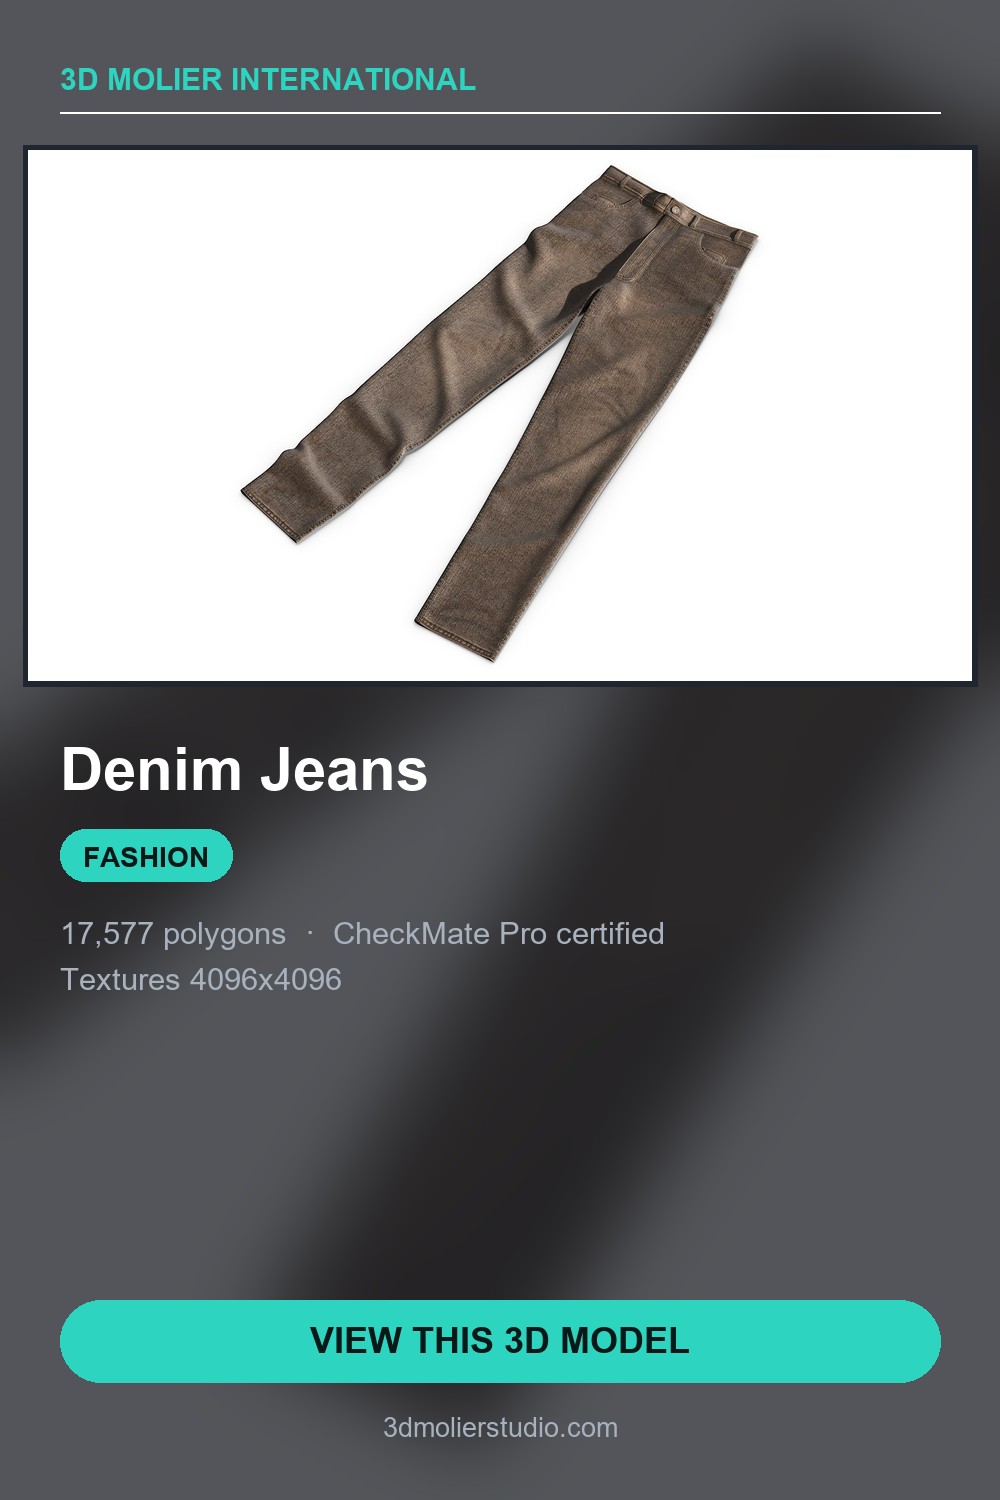 3D MOLIER INTERNATIONAL
Denim Jeans
FASHION
17,577 polygons · CheckMate Pro certified
Textures 4096x4096
VIEW THIS 3D MODEL
3dmolierstudio.com